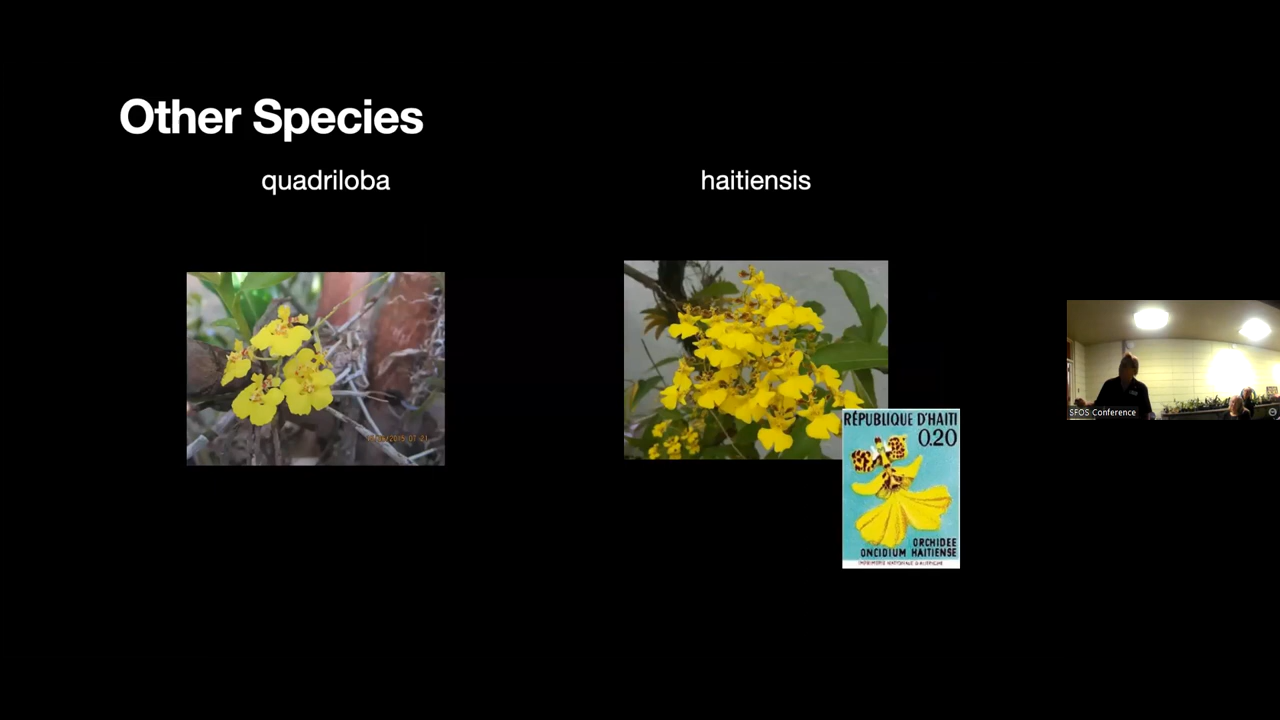 Other Species
quadriloba
haitiensis
RÉPUBLIQUE D'HAITI
0.20
ORCHIDEE
ONCIDIUM HAITIENSE
SFOS Conference